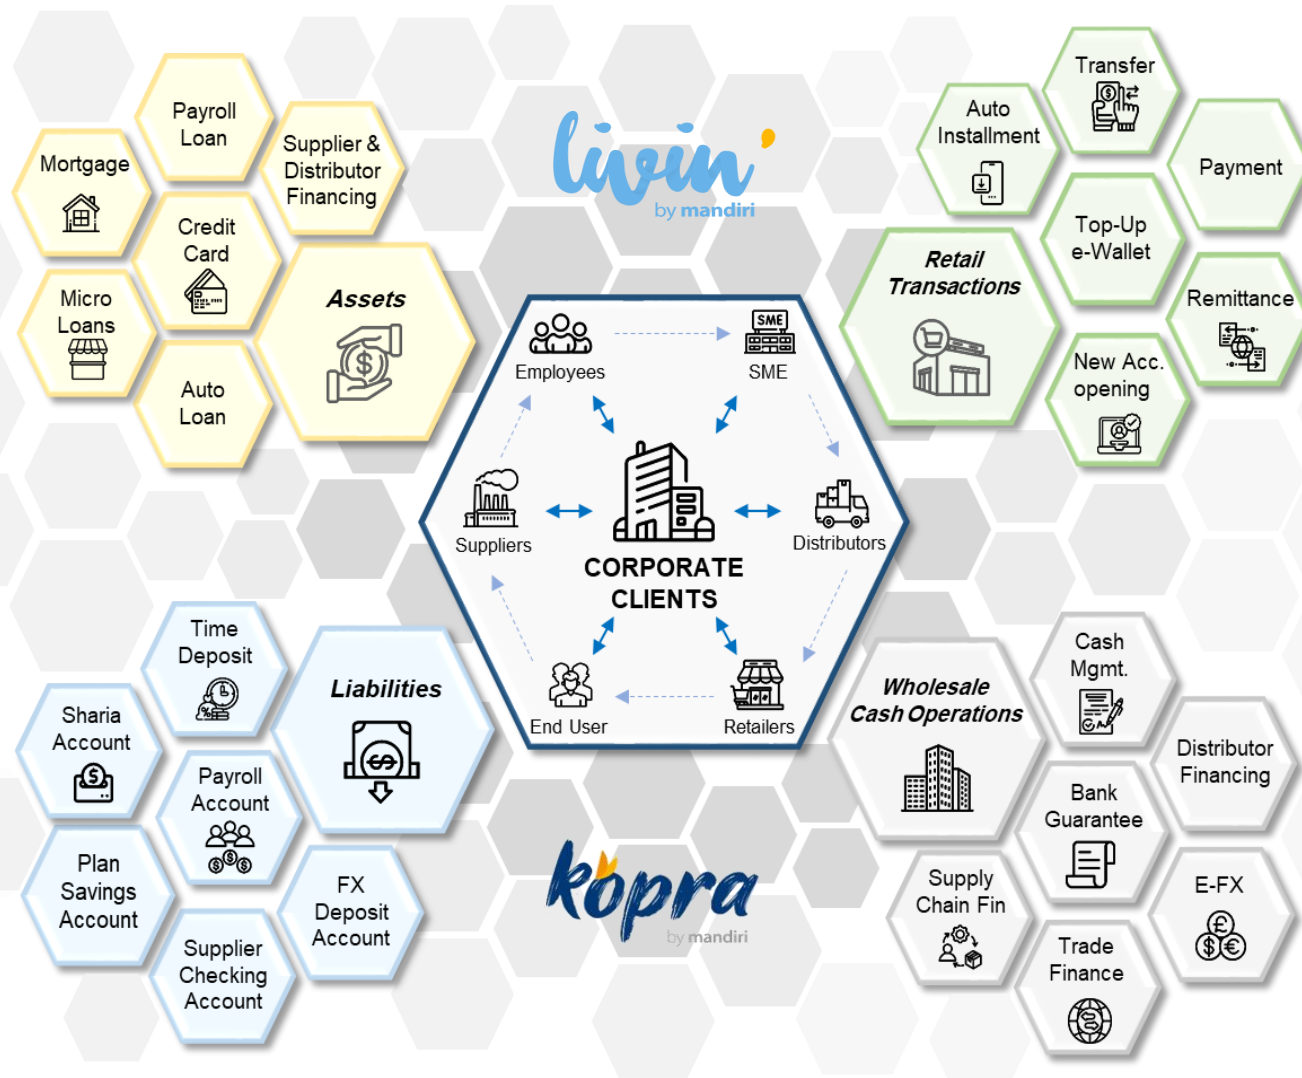 Payroll
Loan
Mortgage
Supplier &
Distributor
Financing
Credit
Card
Micro
Loans
Auto
Loan
Assets
livin'
by mandiri
Transfer
Auto
Installment
Payment
Top-Up
e-Wallet
Retail
Transactions
Remittance
New Acc.
opening
Employees
SME
SME
Suppliers
Distributors
CORPORATE
CLIENTS
End User
Retailers
Time
Deposit
Liabilities
Sharia
Account
Payroll
Account
Plan
Savings
Account
FX
Deposit
Account
Supplier
Checking
Account
kopra
by mandiri
Cash
Mgmt.
Wholesale
Cash Operations
Distributor
Financing
Bank
Guarantee
Supply
Chain Fin
E-FX
Trade
Finance